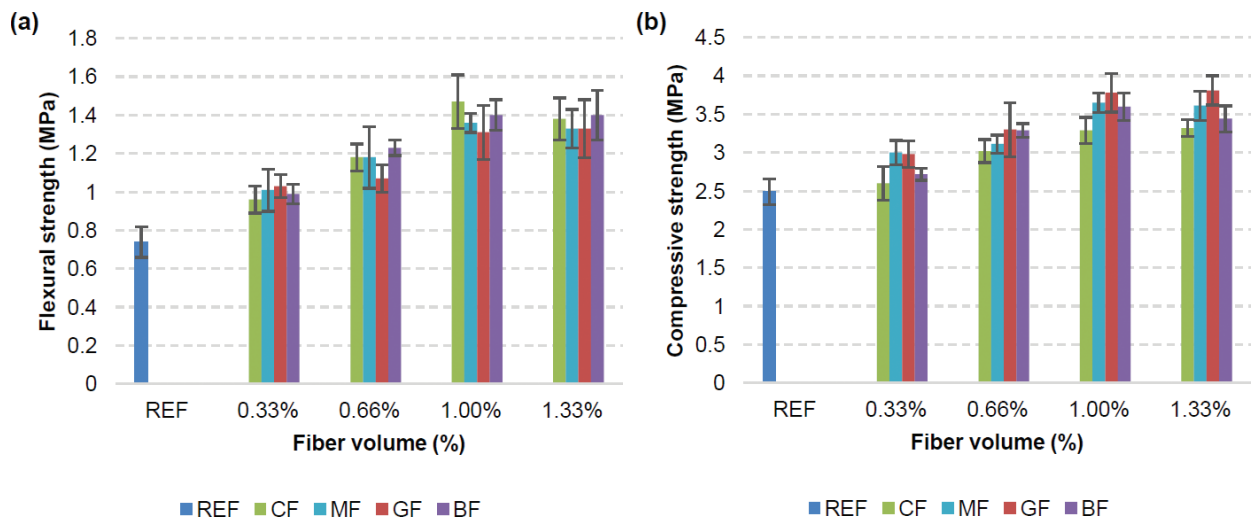 (a)
Flexural strength (MPa)
1.8
1.6
1.4
1.2
1
0.8
0.6
0.4
0.2
0
REF 0.33% 0.66% 1.00% 1.33%
Fiber volume (%)
REF CF MF GF BF
(b)
Compressive strength (MPa)
4.5
4
3.5
3
2.5
2
1.5
1
0.5
0
REF 0.33% 0.66% 1.00% 1.33%
Fiber volume (%)
REF CF MF GF BF